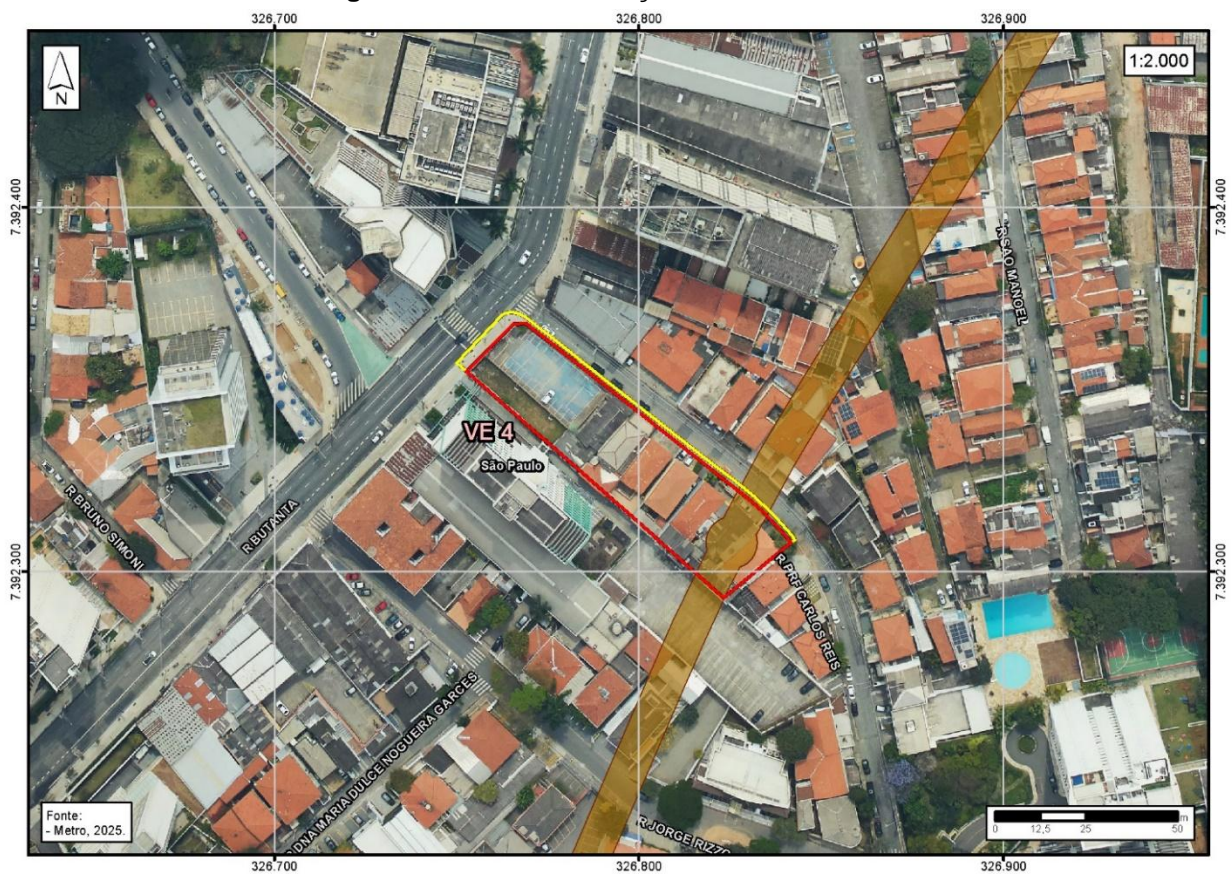 326.700
326.800
326.900
1:2.000
N
7.392.400
7.392.400
R SAO MANOEL
VE 4
São Paulo
R BRUNO SIMONI
R BUTANTA
7.392.300
7.392.300
R PRF CARLOS REIS
DNA MARIA DULCE NOGUEIRA GARCES
R JORGE RIZZO
Fonte:
- Metro, 2025.
m
0 12,5 25 50
326.700
326.800
326.900